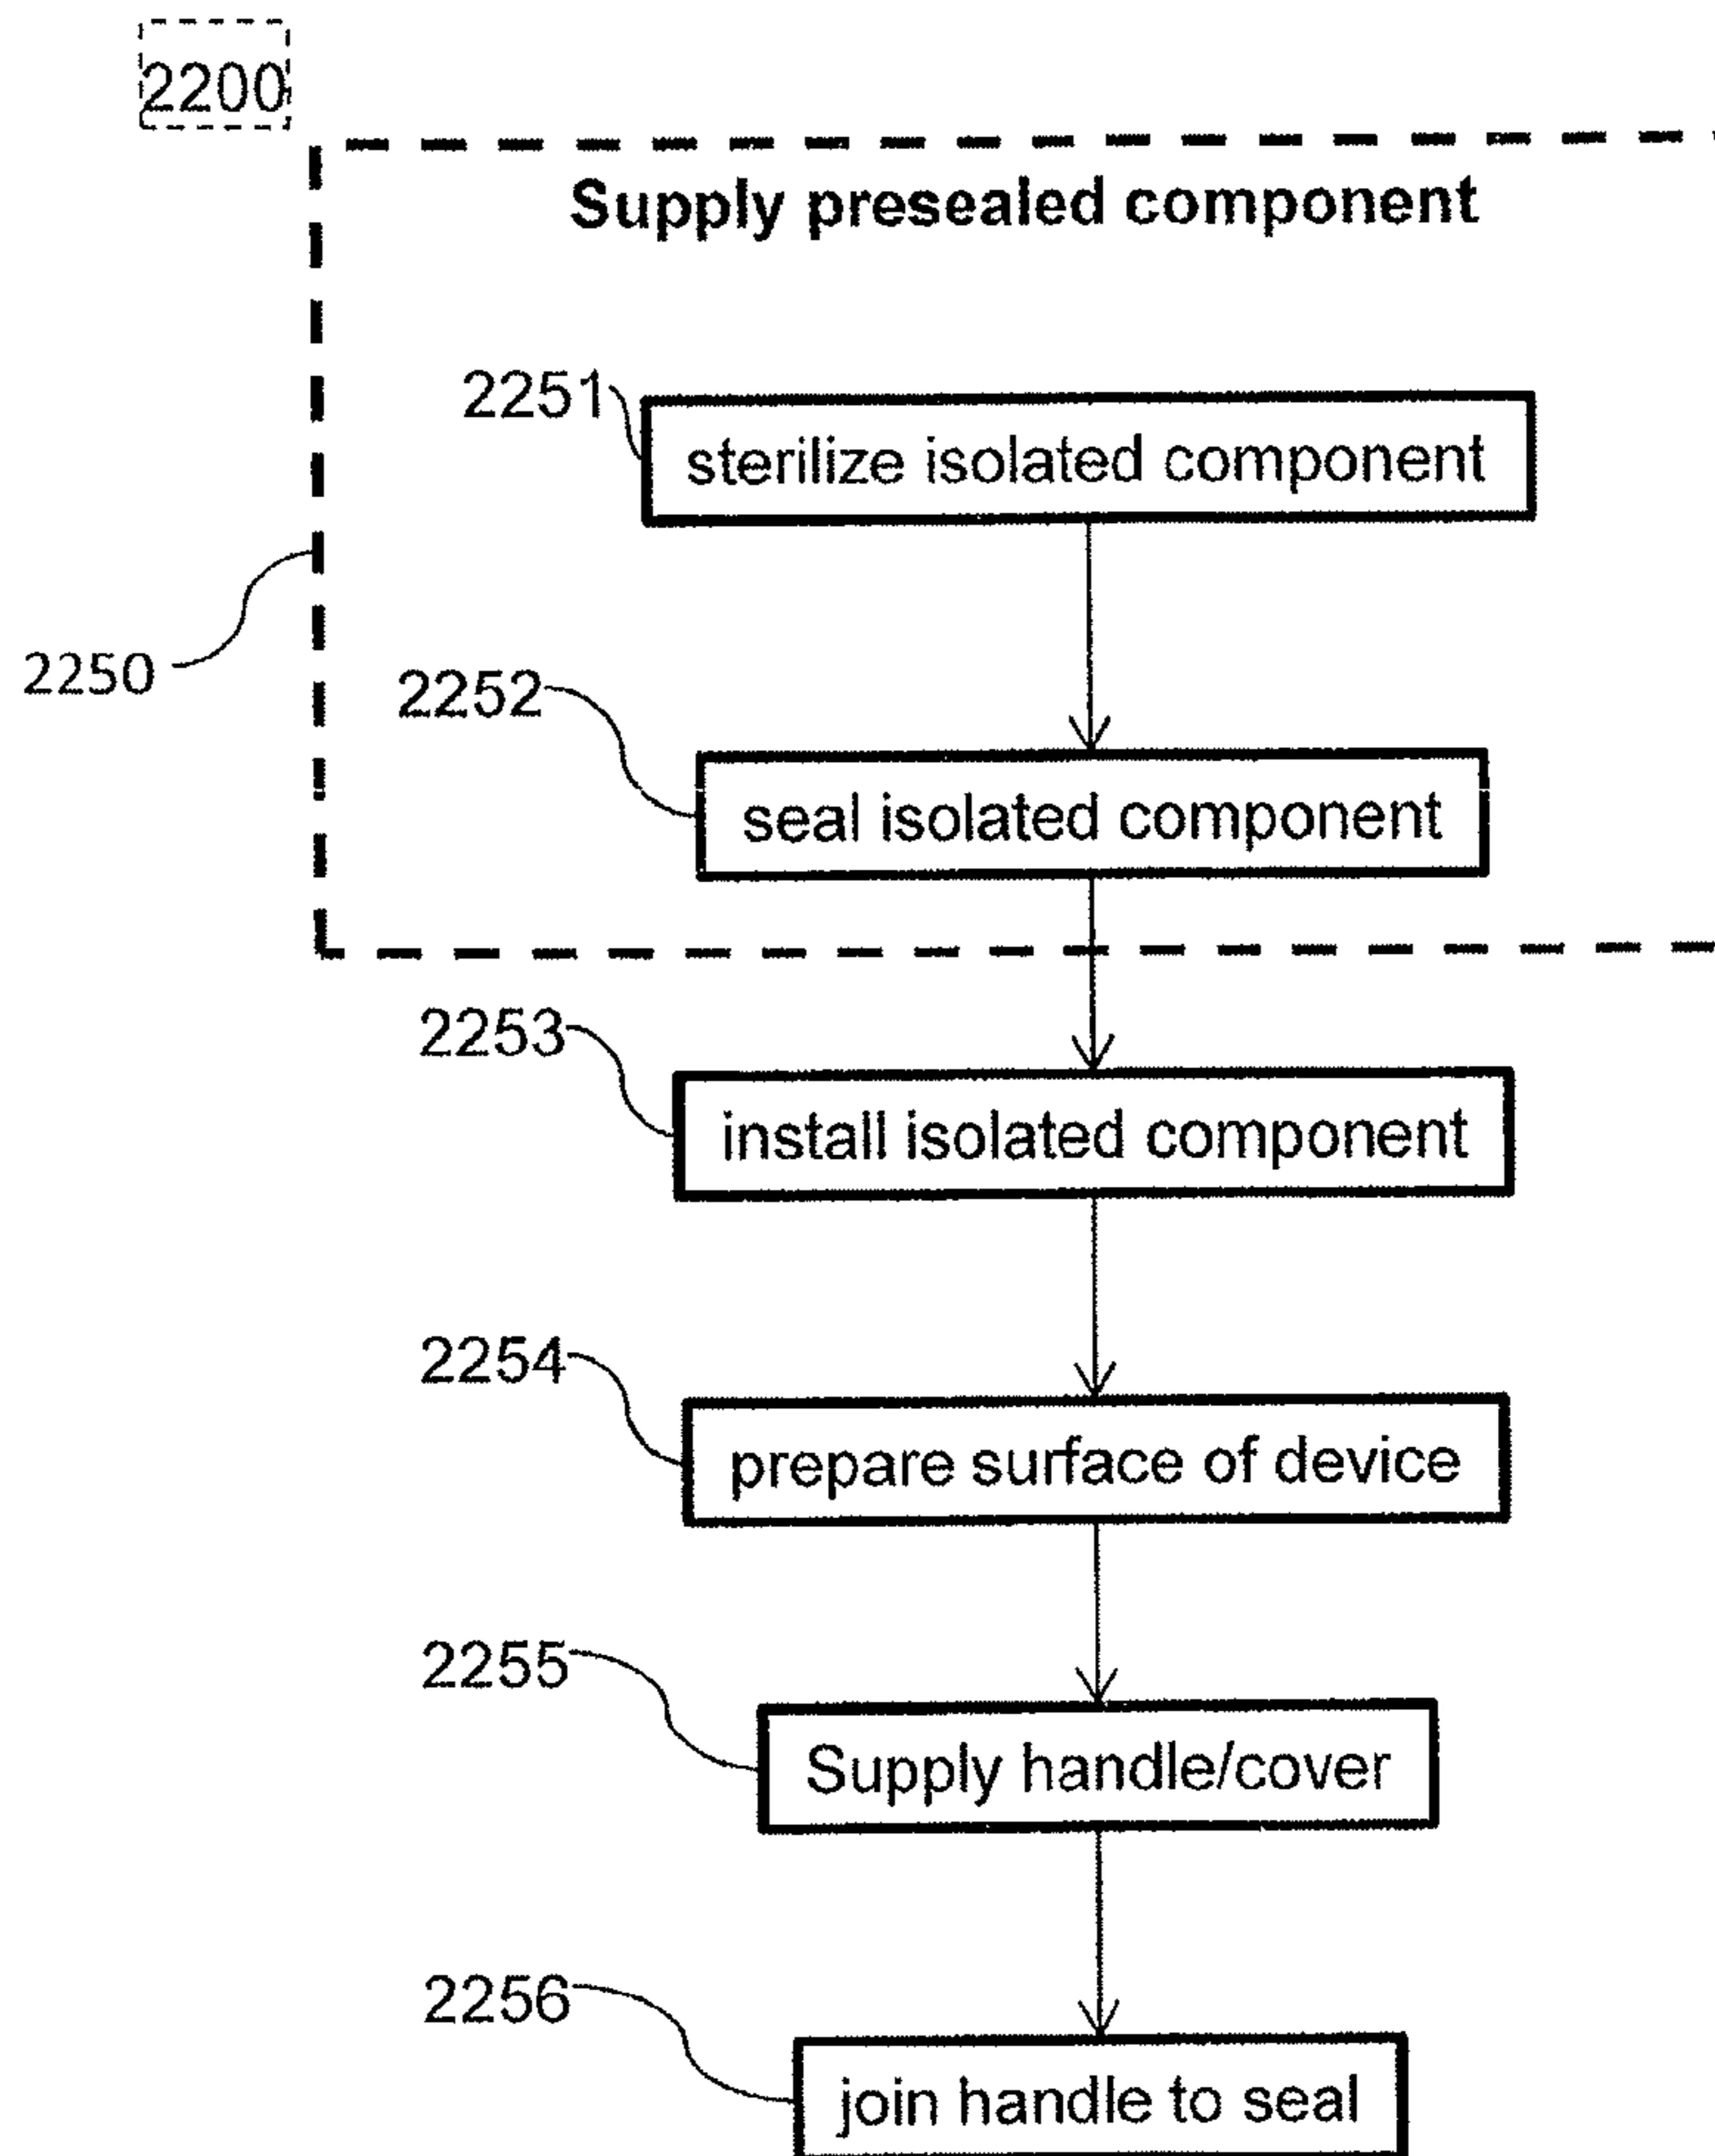 2200
Supply presealed component
2251
sterilize isolated component
2250
2252
seal isolated component
2253
install isolated component
2254
prepare surface of device
2255
Supply handle/cover
2256
join handle to seal